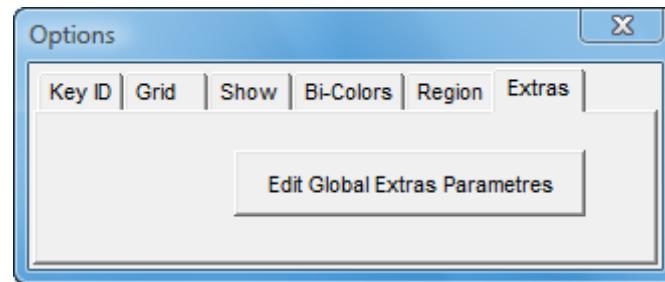 Options
Key ID Grid Show Bi-Colors Region Extras
Edit Global Extras Parametres